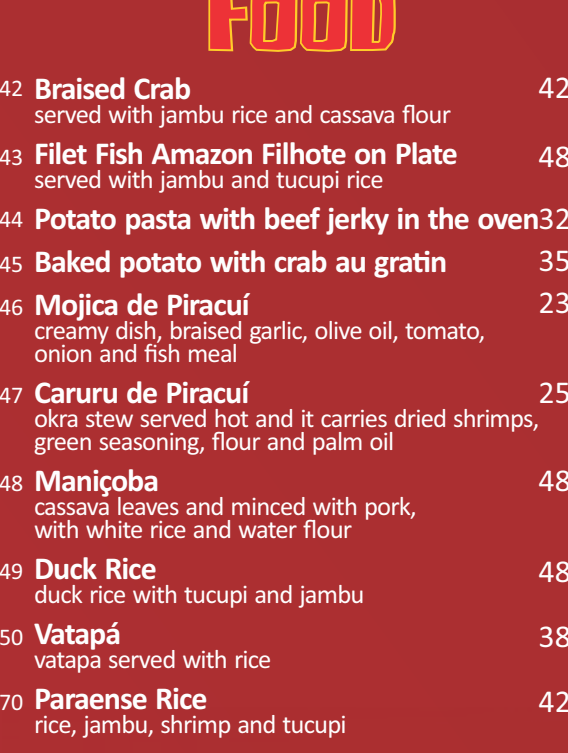 FOOD
42 Braised Crab 42
served with jambu rice and cassava flour
43 Filet Fish Amazon Filhote on Plate 48
served with jambu and tucupi rice
44 Potato pasta with beef jerky in the oven 32
45 Baked potato with crab au gratin 35
46 Mojica de Piracuí 23
creamy dish, braised garlic, olive oil, tomato,
onion and fish meal
47 Caruru de Piracuí 25
okra stew served hot and it carries dried shrimps,
green seasoning, flour and palm oil
48 Maniçoba 48
cassava leaves and minced with pork,
with white rice and water flour
49 Duck Rice 48
duck rice with tucupi and jambu
50 Vatapá 38
vatapa served with rice
70 Paraense Rice 42
rice, jambu, shrimp and tucupi